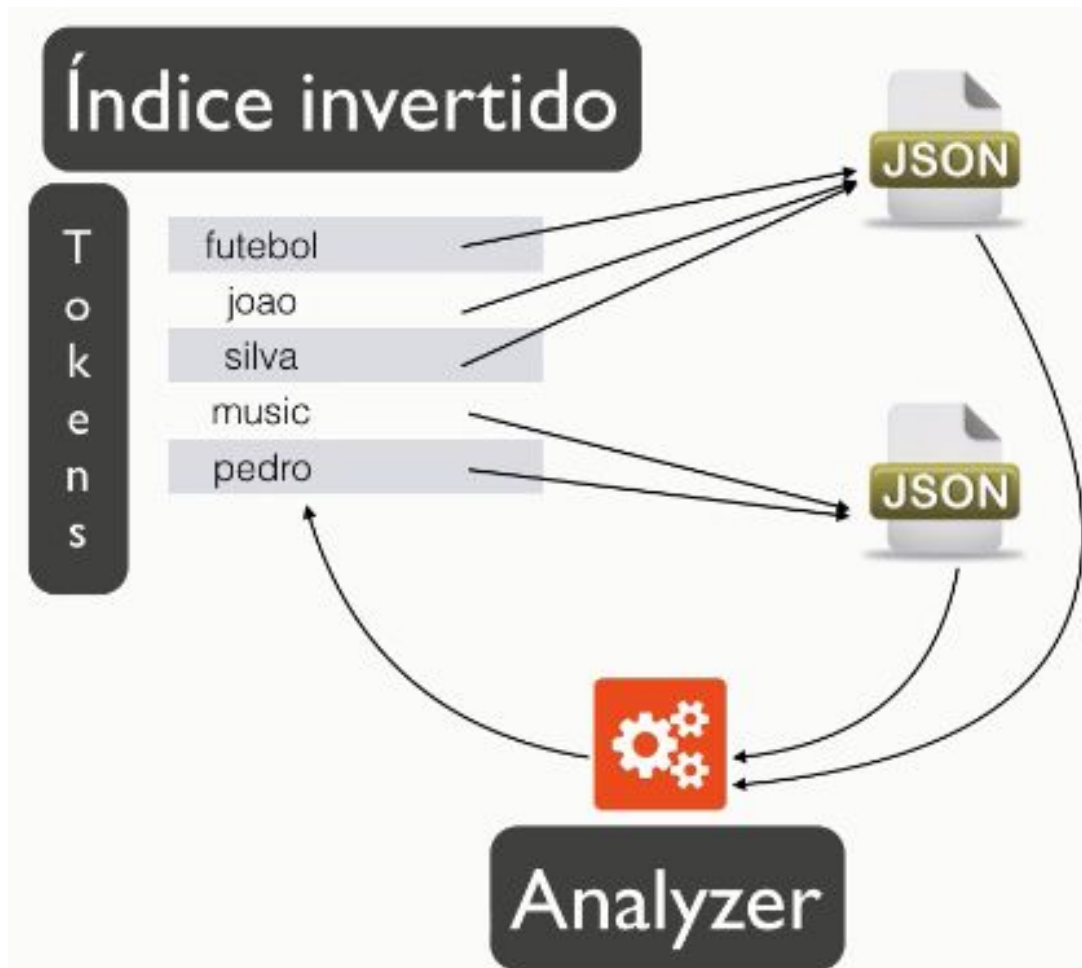 Índice invertido
Tokens
futebol
joao
silva
music
pedro
JSON
JSON
Analyzer